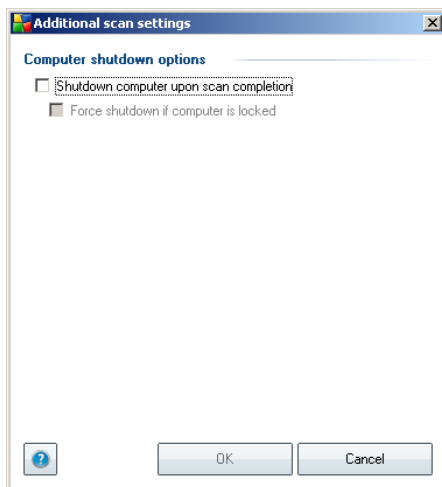 Additional scan settings
Computer shutdown options
Shutdown computer upon scan completion
Force shutdown if computer is locked
?
OK
Cancel